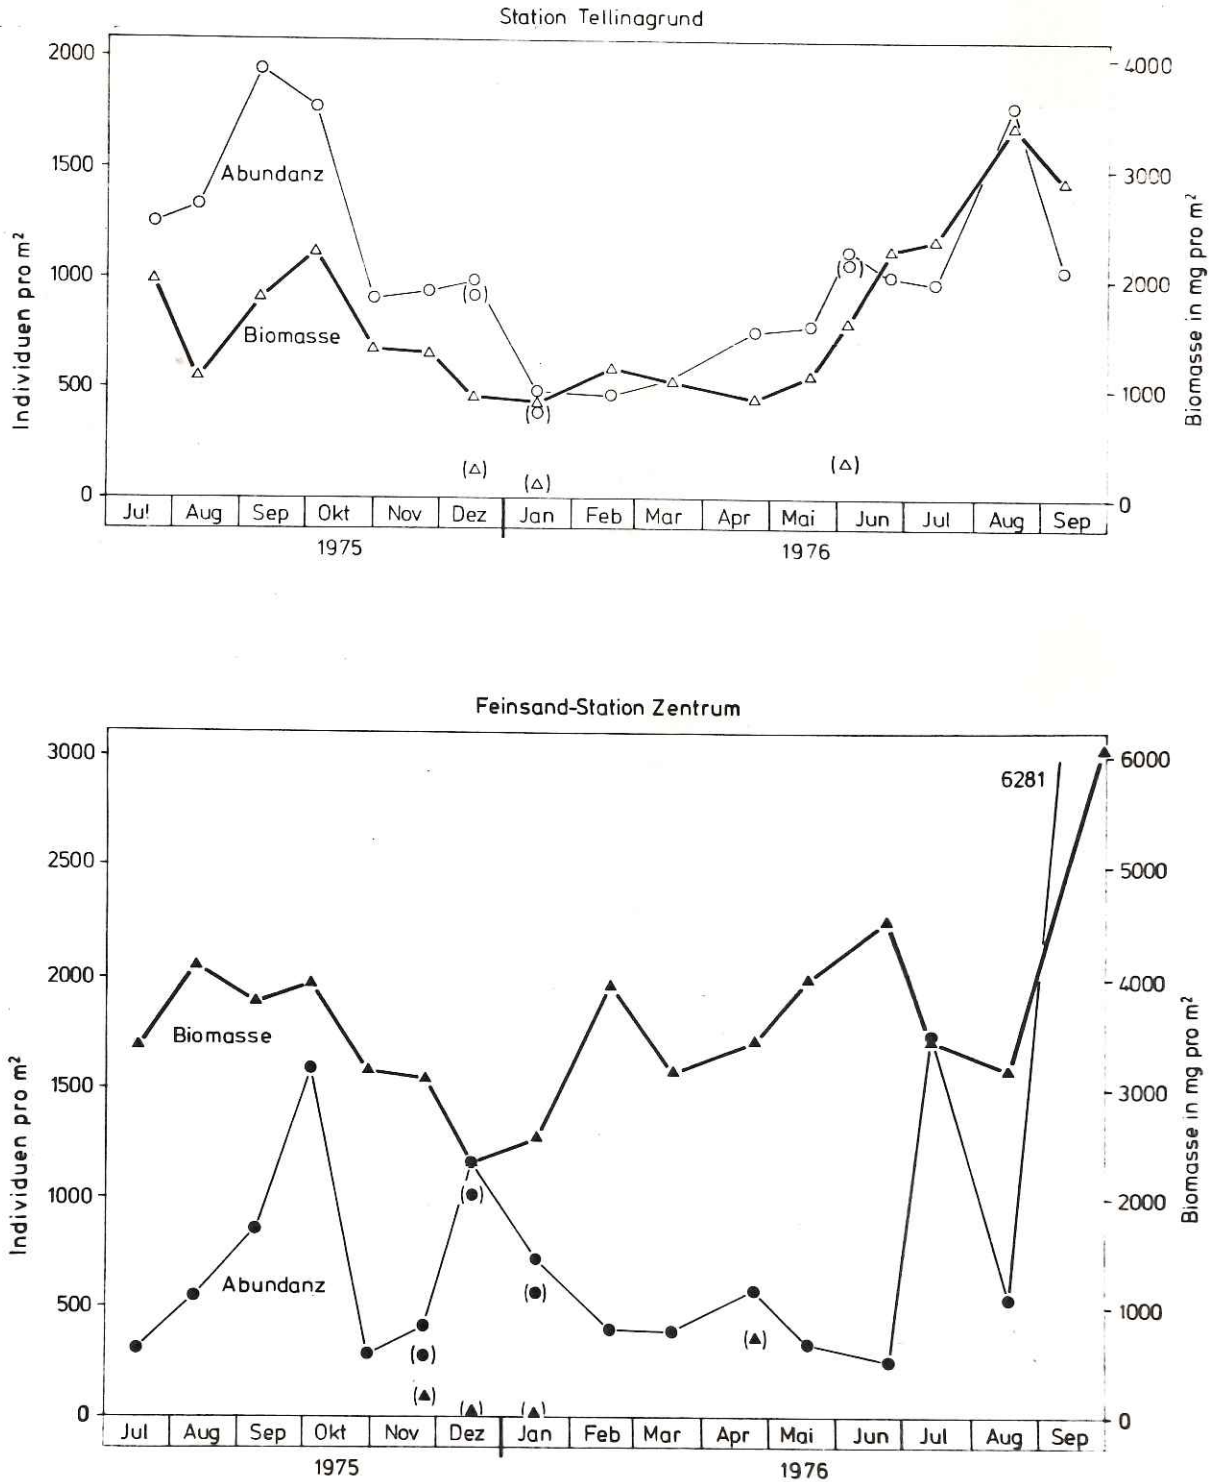 Station Tellinagrund
2000
1500
1000
500
0
Individuen pro m²
4000
3000
2000
1000
0
Biomasse in mg pro m²
Abundanz
Biomasse
Jul Aug Sep Okt Nov Dez Jan Feb Mar Apr Mai Jun Jul Aug Sep
1975 1976
Feinsand-Station Zentrum
3000
2500
2000
1500
1000
500
0
Individuen pro m²
6000
5000
4000
3000
2000
1000
0
Biomasse in mg pro m²
6281
Biomasse
Abundanz
Jul Aug Sep Okt Nov Dez Jan Feb Mar Apr Mai Jun Jul Aug Sep
1975 1976